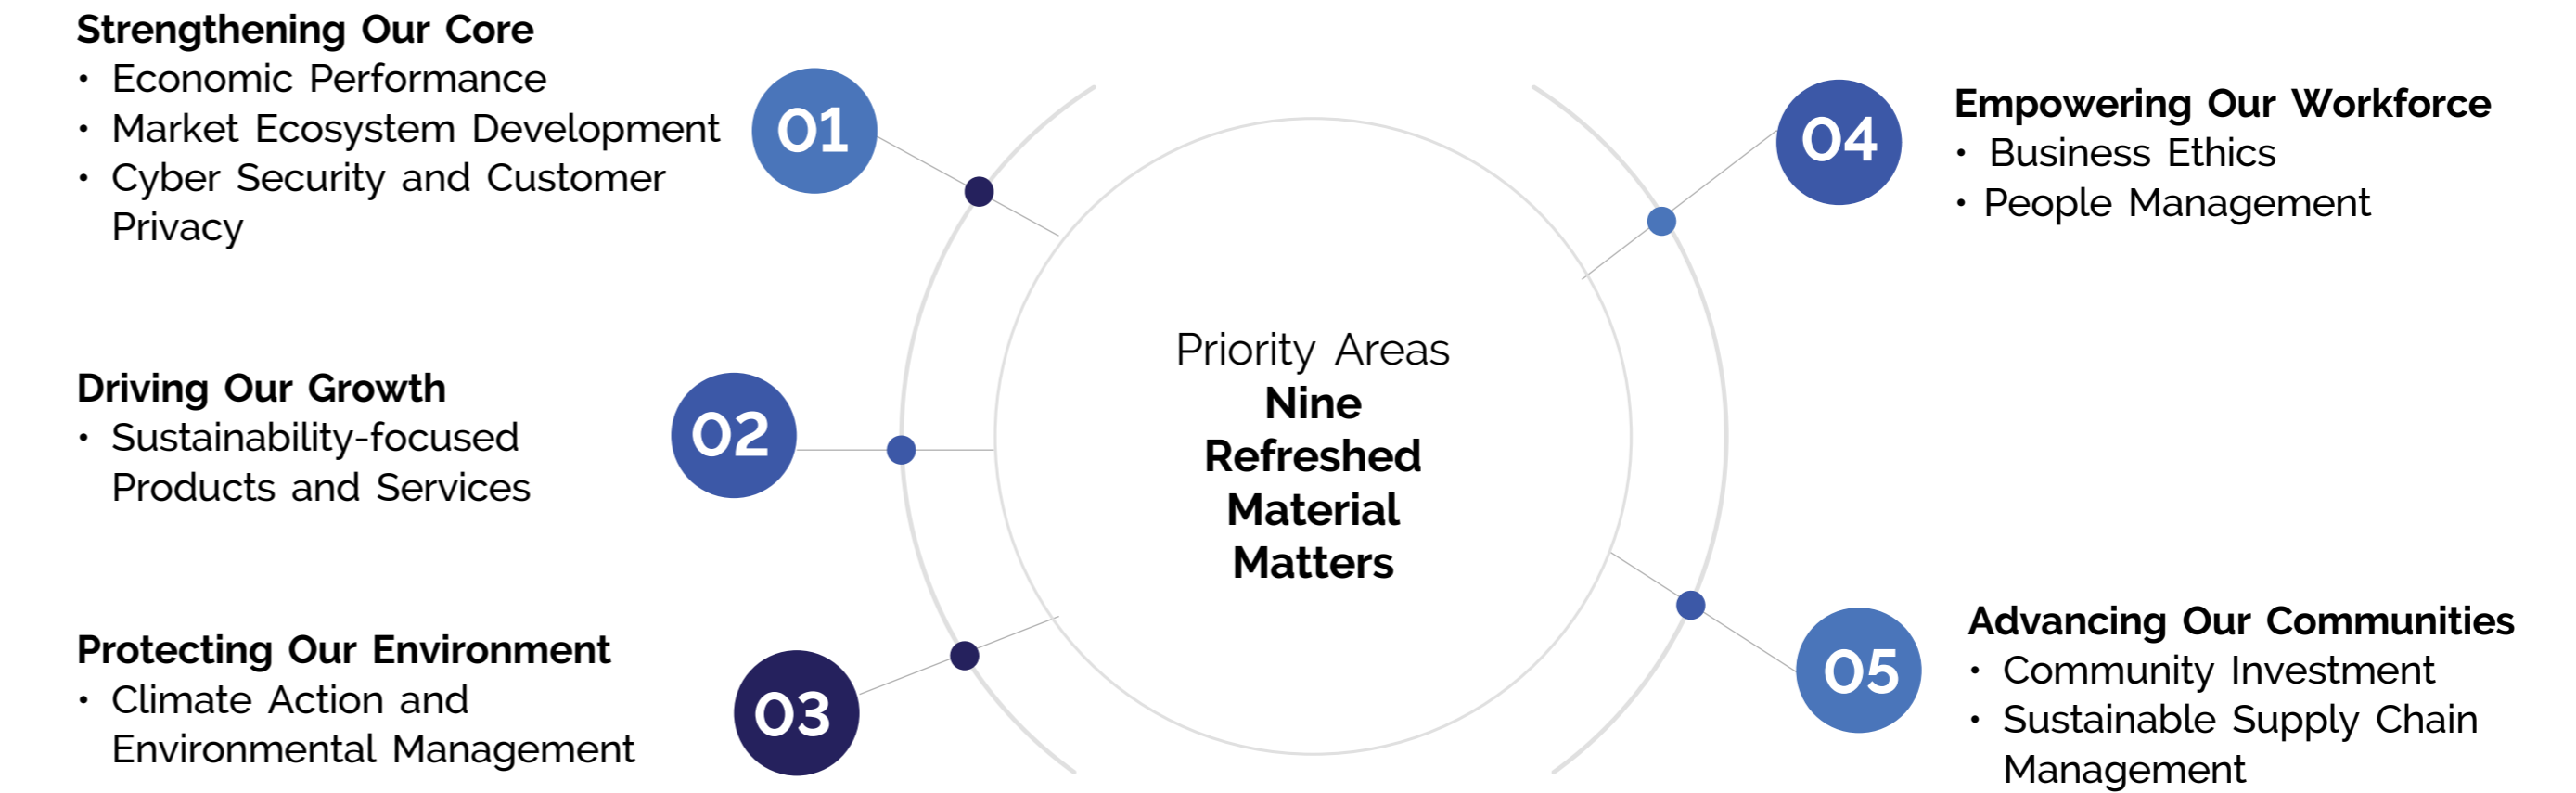 Strengthening Our Core
• Economic Performance
• Market Ecosystem Development
• Cyber Security and Customer
Privacy
01
Driving Our Growth
• Sustainability-focused
Products and Services
02
Protecting Our Environment
• Climate Action and
Environmental Management
03
Priority Areas
Nine
Refreshed
Material
Matters
04
Empowering Our Workforce
• Business Ethics
• People Management
05
Advancing Our Communities
• Community Investment
• Sustainable Supply Chain
Management